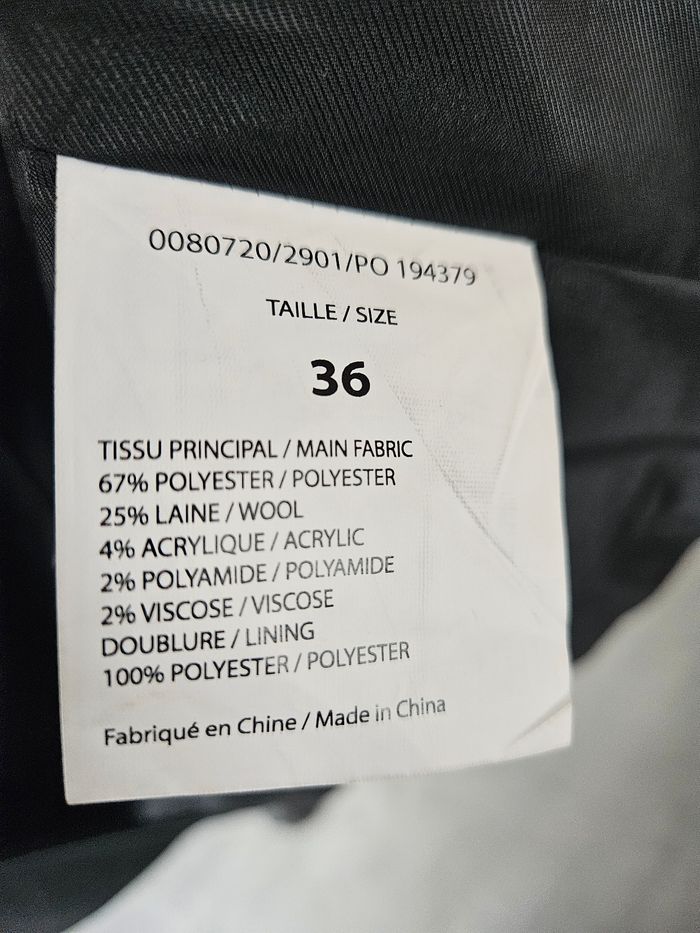 0080720/2901/PO 194379
TAILLE / SIZE
36
TISSU PRINCIPAL / MAIN FABRIC
67% POLYESTER / POLYESTER
25% LAINE / WOOL
4% ACRYLIQUE / ACRYLIC
2% POLYAMIDE / POLYAMIDE
2% VISCOSE / VISCOSE
DOUBLURE / LINING
100% POLYESTER / POLYESTER
Fabriqué en Chine / Made in China